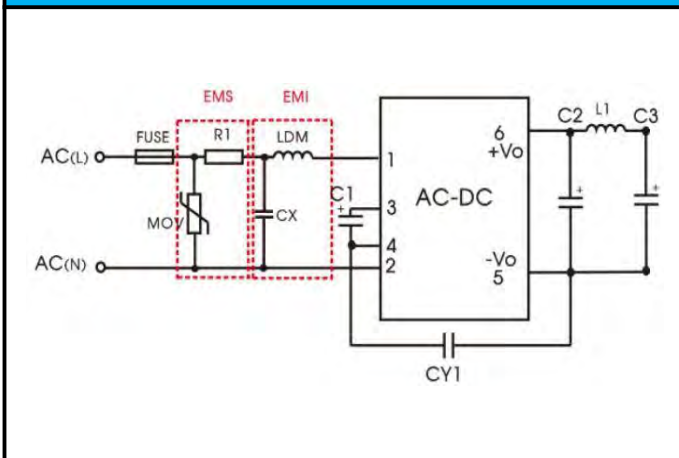 EMS
EMI
FUSE
R1
LDM
C2
L1
C3
6
+Vo
AC(L)
1
C1
+
3
AC-DC
MOV
CX
+
+
4
AC(N)
2
-Vo
5
CY1